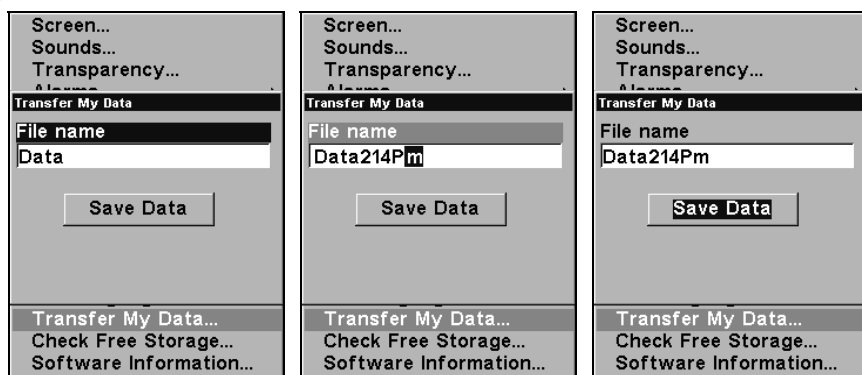 Screen...
Sounds...
Transparency...
Alarms
Transfer My Data
File name
Data
Save Data
Transfer My Data...
Check Free Storage...
Software Information...
Screen...
Sounds...
Transparency...
Alarms
Transfer My Data
File name
Data214Pm
Save Data
Transfer My Data...
Check Free Storage...
Software Information...
Screen...
Sounds...
Transparency...
Alarms
Transfer My Data
File name
Data214Pm
Save Data
Transfer My Data...
Check Free Storage...
Software Information...